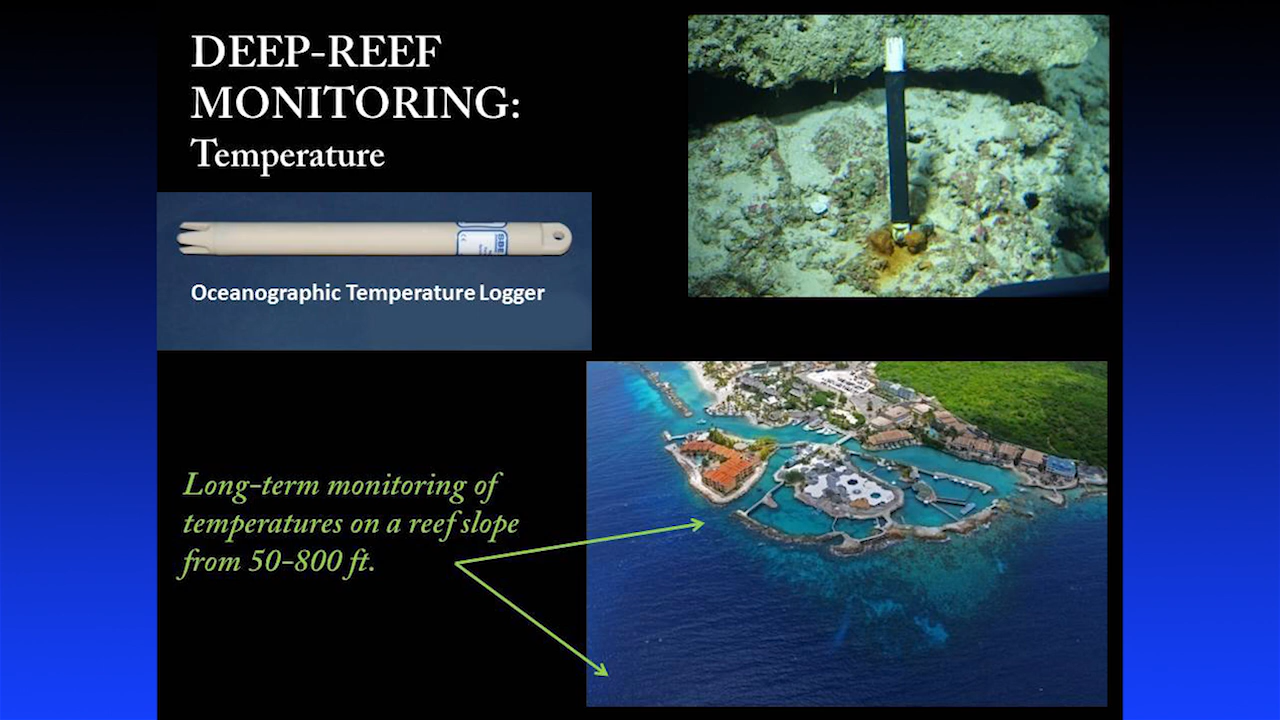 DEEP-REEF
MONITORING:
Temperature
SBE
Oceanographic Temperature Logger
Long-term monitoring of
temperatures on a reef slope
from 50-800 ft.